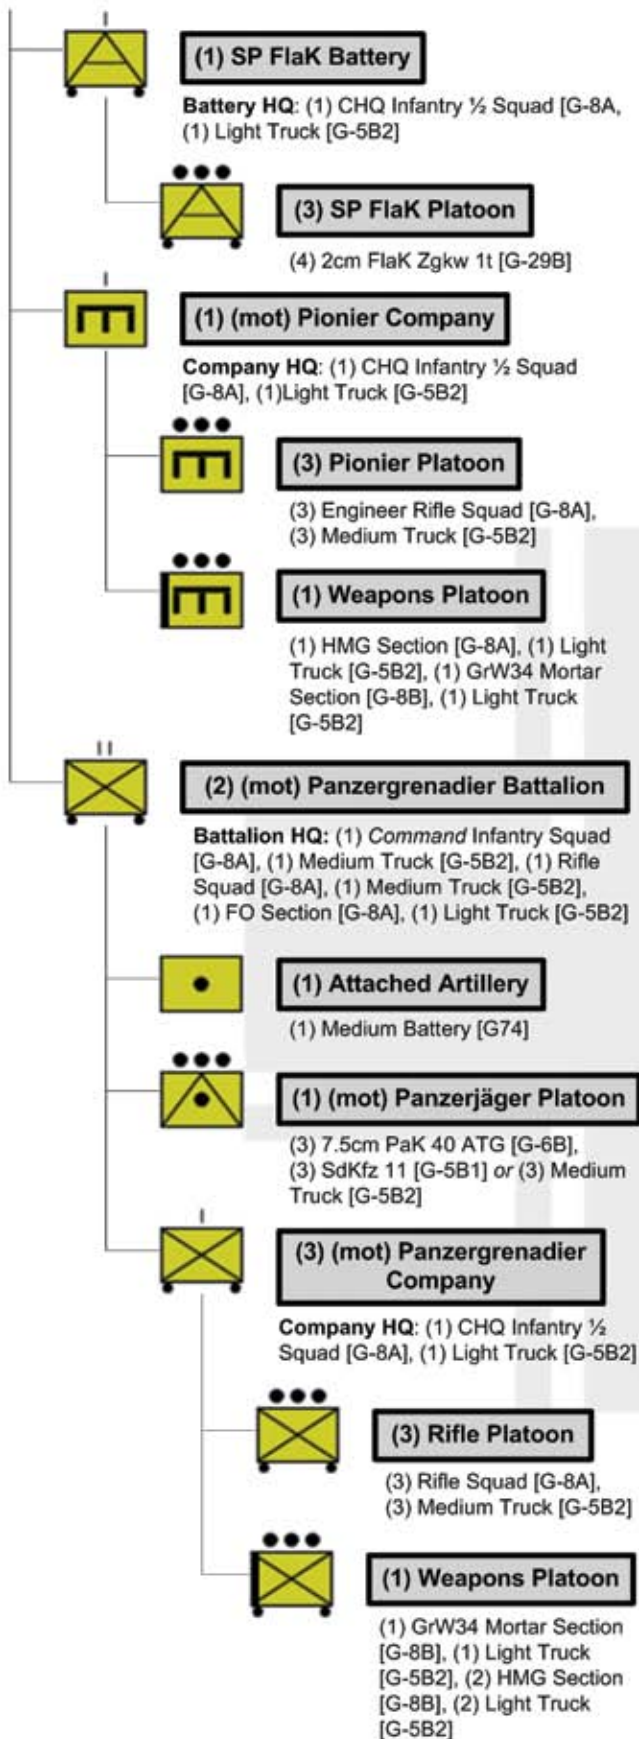 (1) SP FlaK Battery
Battery HQ: (1) CHQ Infantry ½ Squad [G-8A,
(1) Light Truck [G-5B2]
(3) SP FlaK Platoon
(4) 2cm FlaK Zgkw 1t [G-29B]
(1) (mot) Pionier Company
Company HQ: (1) CHQ Infantry ½ Squad
[G-8A], (1)Light Truck [G-5B2]
(3) Pionier Platoon
(3) Engineer Rifle Squad [G-8A],
(3) Medium Truck [G-5B2]
(1) Weapons Platoon
(1) HMG Section [G-8A], (1) Light
Truck [G-5B2], (1) GrW34 Mortar
Section [G-8B], (1) Light Truck
[G-5B2]
(2) (mot) Panzergrenadier Battalion
Battalion HQ: (1) Command Infantry Squad
[G-8A], (1) Medium Truck [G-5B2], (1) Rifle
Squad [G-8A], (1) Medium Truck [G-5B2],
(1) FO Section [G-8A], (1) Light Truck [G-5B2]
(1) Attached Artillery
(1) Medium Battery [G74]
(1) (mot) Panzerjäger Platoon
(3) 7.5cm PaK 40 ATG [G-6B],
(3) SdKfz 11 [G-5B1] or (3) Medium
Truck [G-5B2]
(3) (mot) Panzergrenadier
Company
Company HQ: (1) CHQ Infantry ½
Squad [G-8A], (1) Light Truck [G-5B2]
(3) Rifle Platoon
(3) Rifle Squad [G-8A],
(3) Medium Truck [G-5B2]
(1) Weapons Platoon
(1) GrW34 Mortar Section
[G-8B], (1) Light Truck
[G-5B2], (2) HMG Section
[G-8B], (2) Light Truck
[G-5B2]